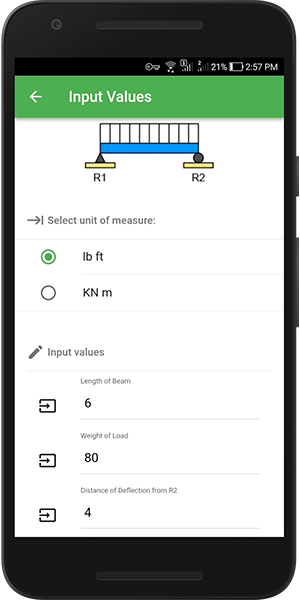 21% 2:57 PM
Input Values
R1 R2
Select unit of measure:
lb ft
KN m
Input values
Length of Beam
6
Weight of Load
80
Distance of Deflection from R2
4